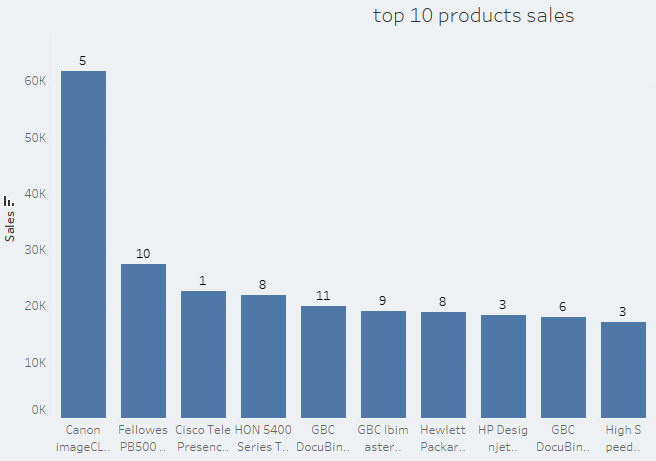 top 10 products sales
60K
50K
40K
30K
20K
10K
0K
Sales
5
10
1
8
11
9
8
3
6
3
Canon
imageCL..
Fellowes
PB500 ..
Cisco Tele
Presenc..
HON 5400
Series T..
GBC
DocuBin..
GBC Ibim
aster..
Hewlett
Packar..
HP Desig
njet..
GBC
DocuBin..
High S
peed..